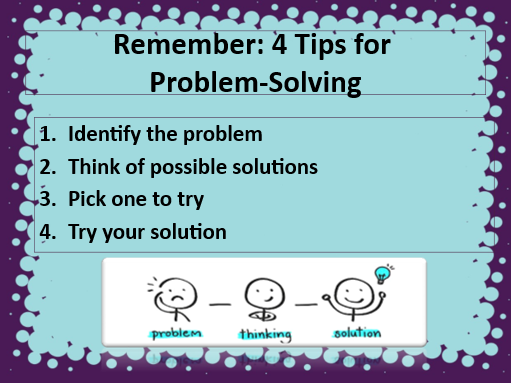 Remember: 4 Tips for
Problem-Solving
1. Identify the problem
2. Think of possible solutions
3. Pick one to try
4. Try your solution
problem thinking solution